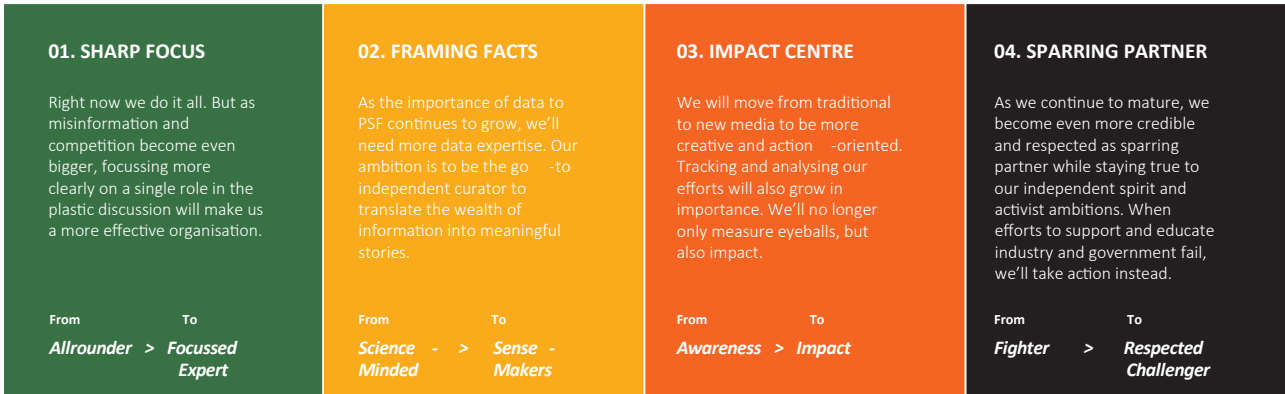 01. SHARP FOCUS
Right now we do it all. But as
misinformation and
competition become even
bigger, focussing more
clearly on a single role in the
plastic discussion will make us
a more effective organisation.
From To
Allrounder > Focussed
Expert
02. FRAMING FACTS
As the importance of data to
PSF continues to grow, we'll
need more data expertise. Our
ambition is to be the go -to
independent curator to
translate the wealth of
information into meaningful
stories.
From To
Science - > Sense -
Minded Makers
03. IMPACT CENTRE
We will move from traditional
to new media to be more
creative and action -oriented.
Tracking and analysing our
efforts will also grow in
importance. We'll no longer
only measure eyeballs, but
also impact.
From To
Awareness > Impact
04. SPARRING PARTNER
As we continue to mature, we
become even more credible
and respected as sparring
partner while staying true to
our independent spirit and
activist ambitions. When
efforts to support and educate
industry and government fail,
we'll take action instead.
From To
Fighter > Respected
Challenger